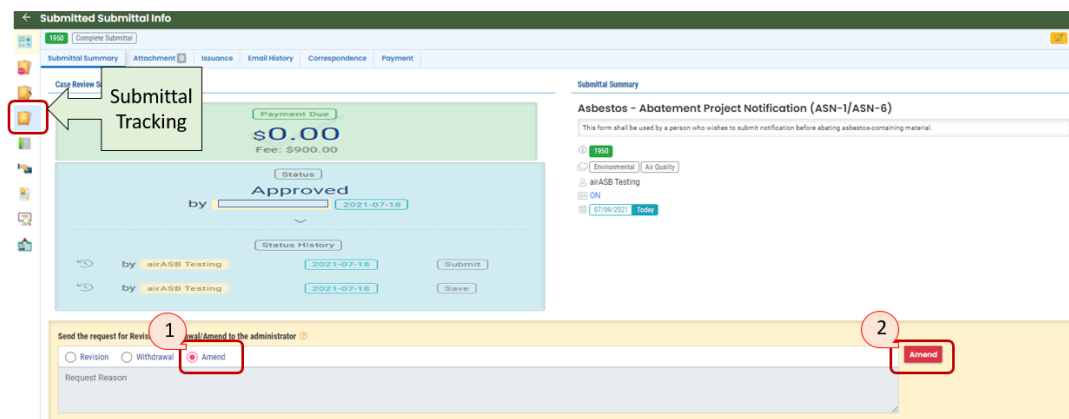 Submitted Submittal Info
1950 Complete Submittal
Submittal Summary Attachment 0 Issuance Email History Correspondence Payment
Case Review S
Submittal Tracking
Payment Due
$0.00
Fee: $900.00
Status
Approved
by 2021-07-18
Status History
by airASB Testing 2021-07-18 Submit
by airASB Testing 2021-07-18 Save
Submittal Summary
Asbestos - Abatement Project Notification (ASN-1/ASN-6)
This form shall be used by a person who wishes to submit notification before abating asbestos-containing material.
1950
Environmental Air Quality
airASB Testing
ON
07/09/2021 Today
Send the request for Revis wal/Amend to the administrator
1
2
Revision Withdrawal Amend
Amend
Request Reason